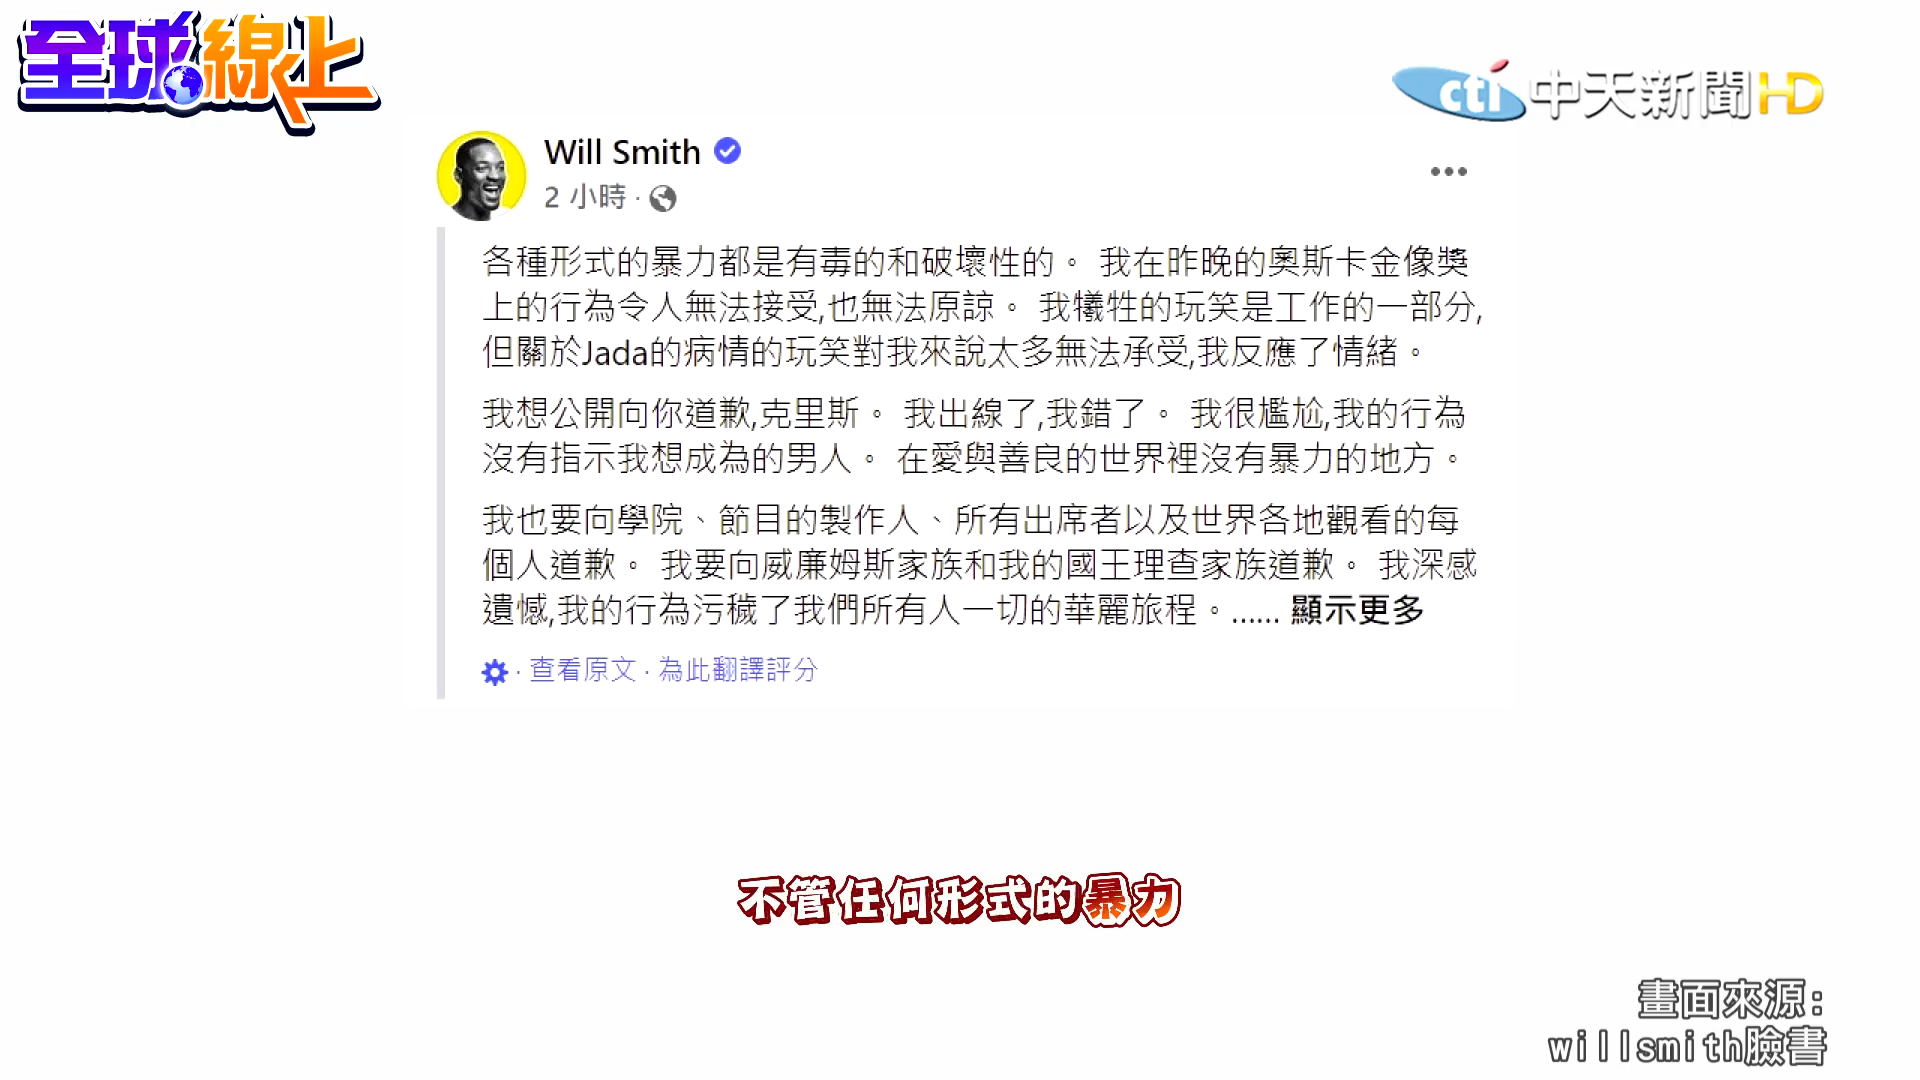 全球線上
cti 中天新聞HD
Will Smith
2 小時 ·
各種形式的暴力都是有毒的和破壞性的。 我在昨晚的奧斯卡金像獎
上的行為令人無法接受,也無法原諒。 我犧牲的玩笑是工作的一部分,
但關於Jada的病情的玩笑對我來說太多無法承受,我反應了情緒。
我想公開向你道歉,克里斯。 我出線了,我錯了。 我很尷尬,我的行為
沒有指示我想成為的男人。 在愛與善良的世界裡沒有暴力的地方。
我也要向學院、節目的製作人、所有出席者以及世界各地觀看的每
個人道歉。 我要向威廉姆斯家族和我的國王理查家族道歉。 我深感
遺憾,我的行為污穢了我們所有人一切的華麗旅程。...... 顯示更多
· 查看原文 · 為此翻譯評分
不管任何形式的暴力
畫面來源:
willsmith臉書